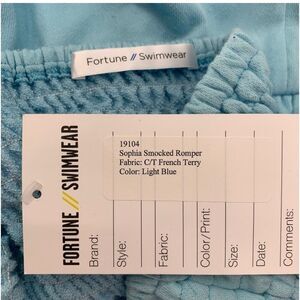 Fortune // Swimwear
19104
Sophia Smocked Romper
Fabric: C/T French Terry
Color: Light Blue
FORTUNE // SWIMWEAR
Brand:
Style:
Fabric:
Color/Print:
Size:
Date:
Comments: